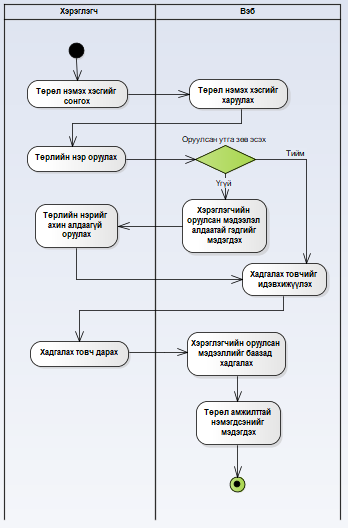 Хэрэглэгч
Вэб
Төрөл нэмэх хэсгийг
сонгох
Төрөл нэмэх хэсгийг
харуулах
Төрлийн нэр оруулах
Оруулсан утга зөв эсэх
Тийм
Үгүй
Хэрэглэгчийн
оруулсан мэдээлэл
алдаатай гэдгийг
мэдэгдэх
Төрлийн нэрийг
ахин алдаагүй
оруулах
Хадгалах товчийг
идэвхижүүлэх
Хадгалах товч дарах
Хэрэглэгчийн оруулсан
мэдээллийг баазад
хадгалах
Төрөл амжилттай
нэмэгдсэнийг
мэдэгдэх